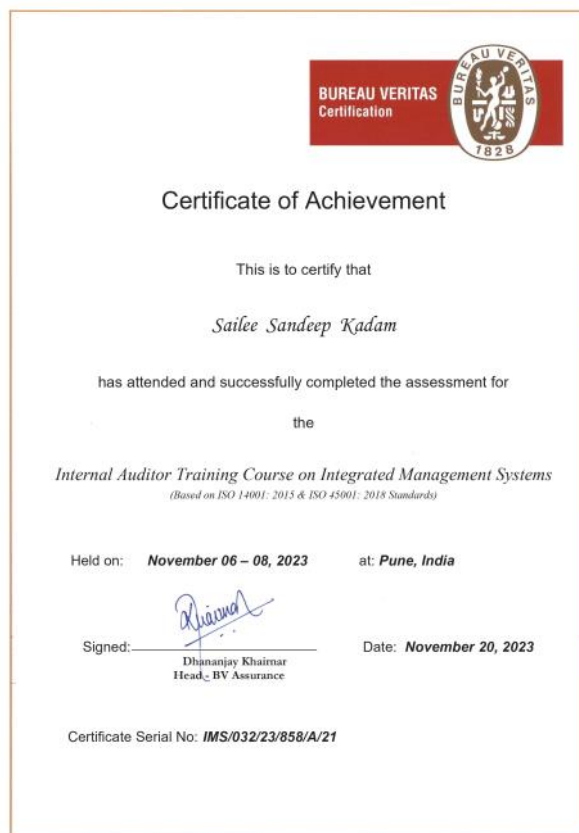 BUREAU VERITAS
Certification
BUREAU VERITAS
1828
Certificate of Achievement
This is to certify that
Sailee Sandeep Kadam
has attended and successfully completed the assessment for
the
Internal Auditor Training Course on Integrated Management Systems
(Based on ISO 14001: 2015 & ISO 45001: 2018 Standards)
Held on: November 06 – 08, 2023 at: Pune, India
Khairnar
Signed: Date: November 20, 2023
Dhananjay Khairnar
Head - BV Assurance
Certificate Serial No: IMS/032/23/858/A/21